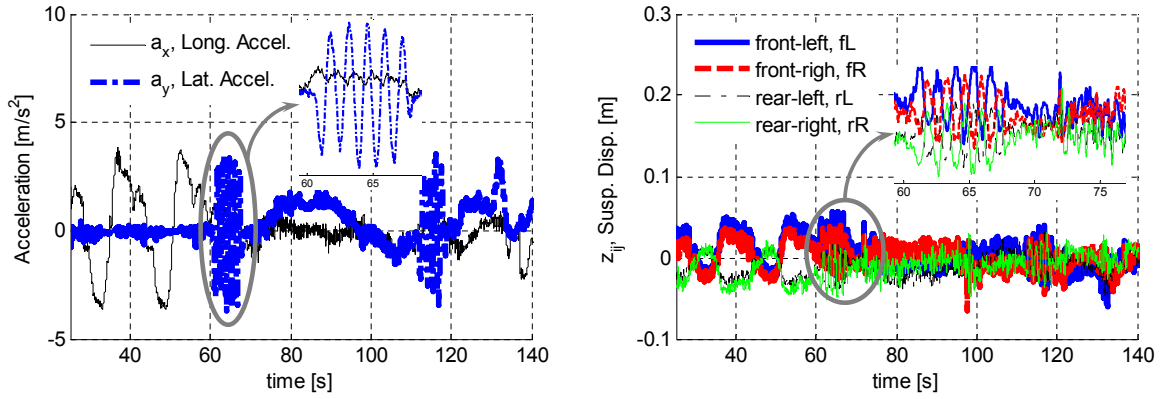 10
5
0
-5
Acceleration [m/s²]
a_x, Long. Accel.
a_y, Lat. Accel.
60 65
40 60 80 100 120 140
time [s]
0.3
0.2
0.1
0
-0.1
z_ij, Susp. Disp. [m]
front-left, fL
front-righ, fR
rear-left, rL
rear-right, rR
60 65 70 75
40 60 80 100 120 140
time [s]